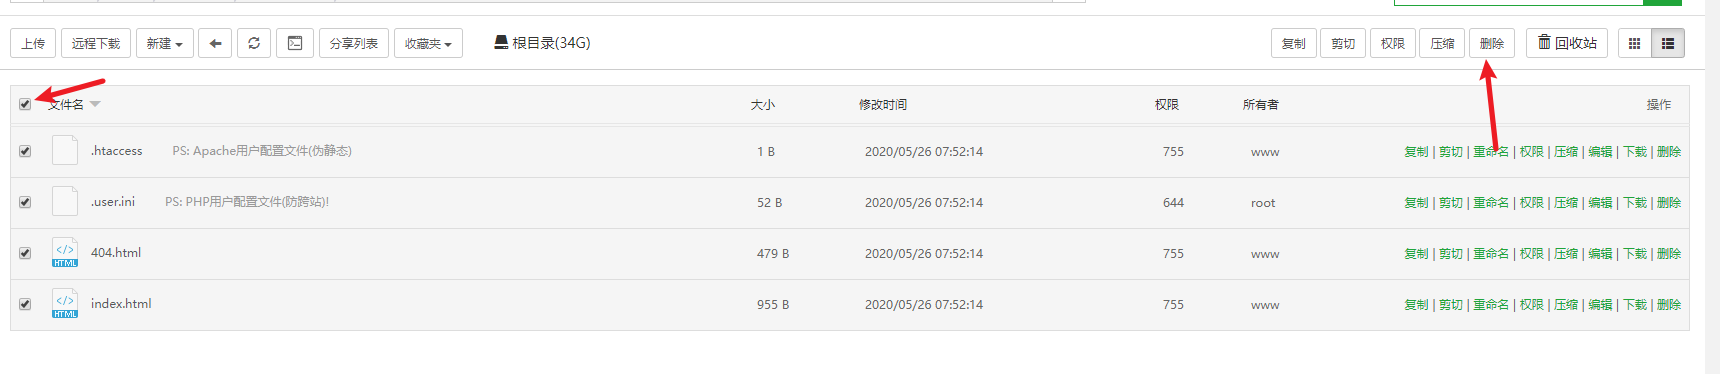 上传 远程下载 新建 分享列表 收藏夹 根目录(34G) 复制 剪切 权限 压缩 删除 回收站
文件名 大小 修改时间 权限 所有者 操作
.htaccess PS: Apache用户配置文件(伪静态) 1 B 2020/05/26 07:52:14 755 www 复制 | 剪切 | 重命名 | 权限 | 压缩 | 编辑 | 下载 | 删除
.user.ini PS: PHP用户配置文件(防跨站)! 52 B 2020/05/26 07:52:14 644 root 复制 | 剪切 | 重命名 | 权限 | 压缩 | 编辑 | 下载 | 删除
</> HTML 404.html 479 B 2020/05/26 07:52:14 755 www 复制 | 剪切 | 重命名 | 权限 | 压缩 | 编辑 | 下载 | 删除
</> HTML index.html 955 B 2020/05/26 07:52:14 755 www 复制 | 剪切 | 重命名 | 权限 | 压缩 | 编辑 | 下载 | 删除